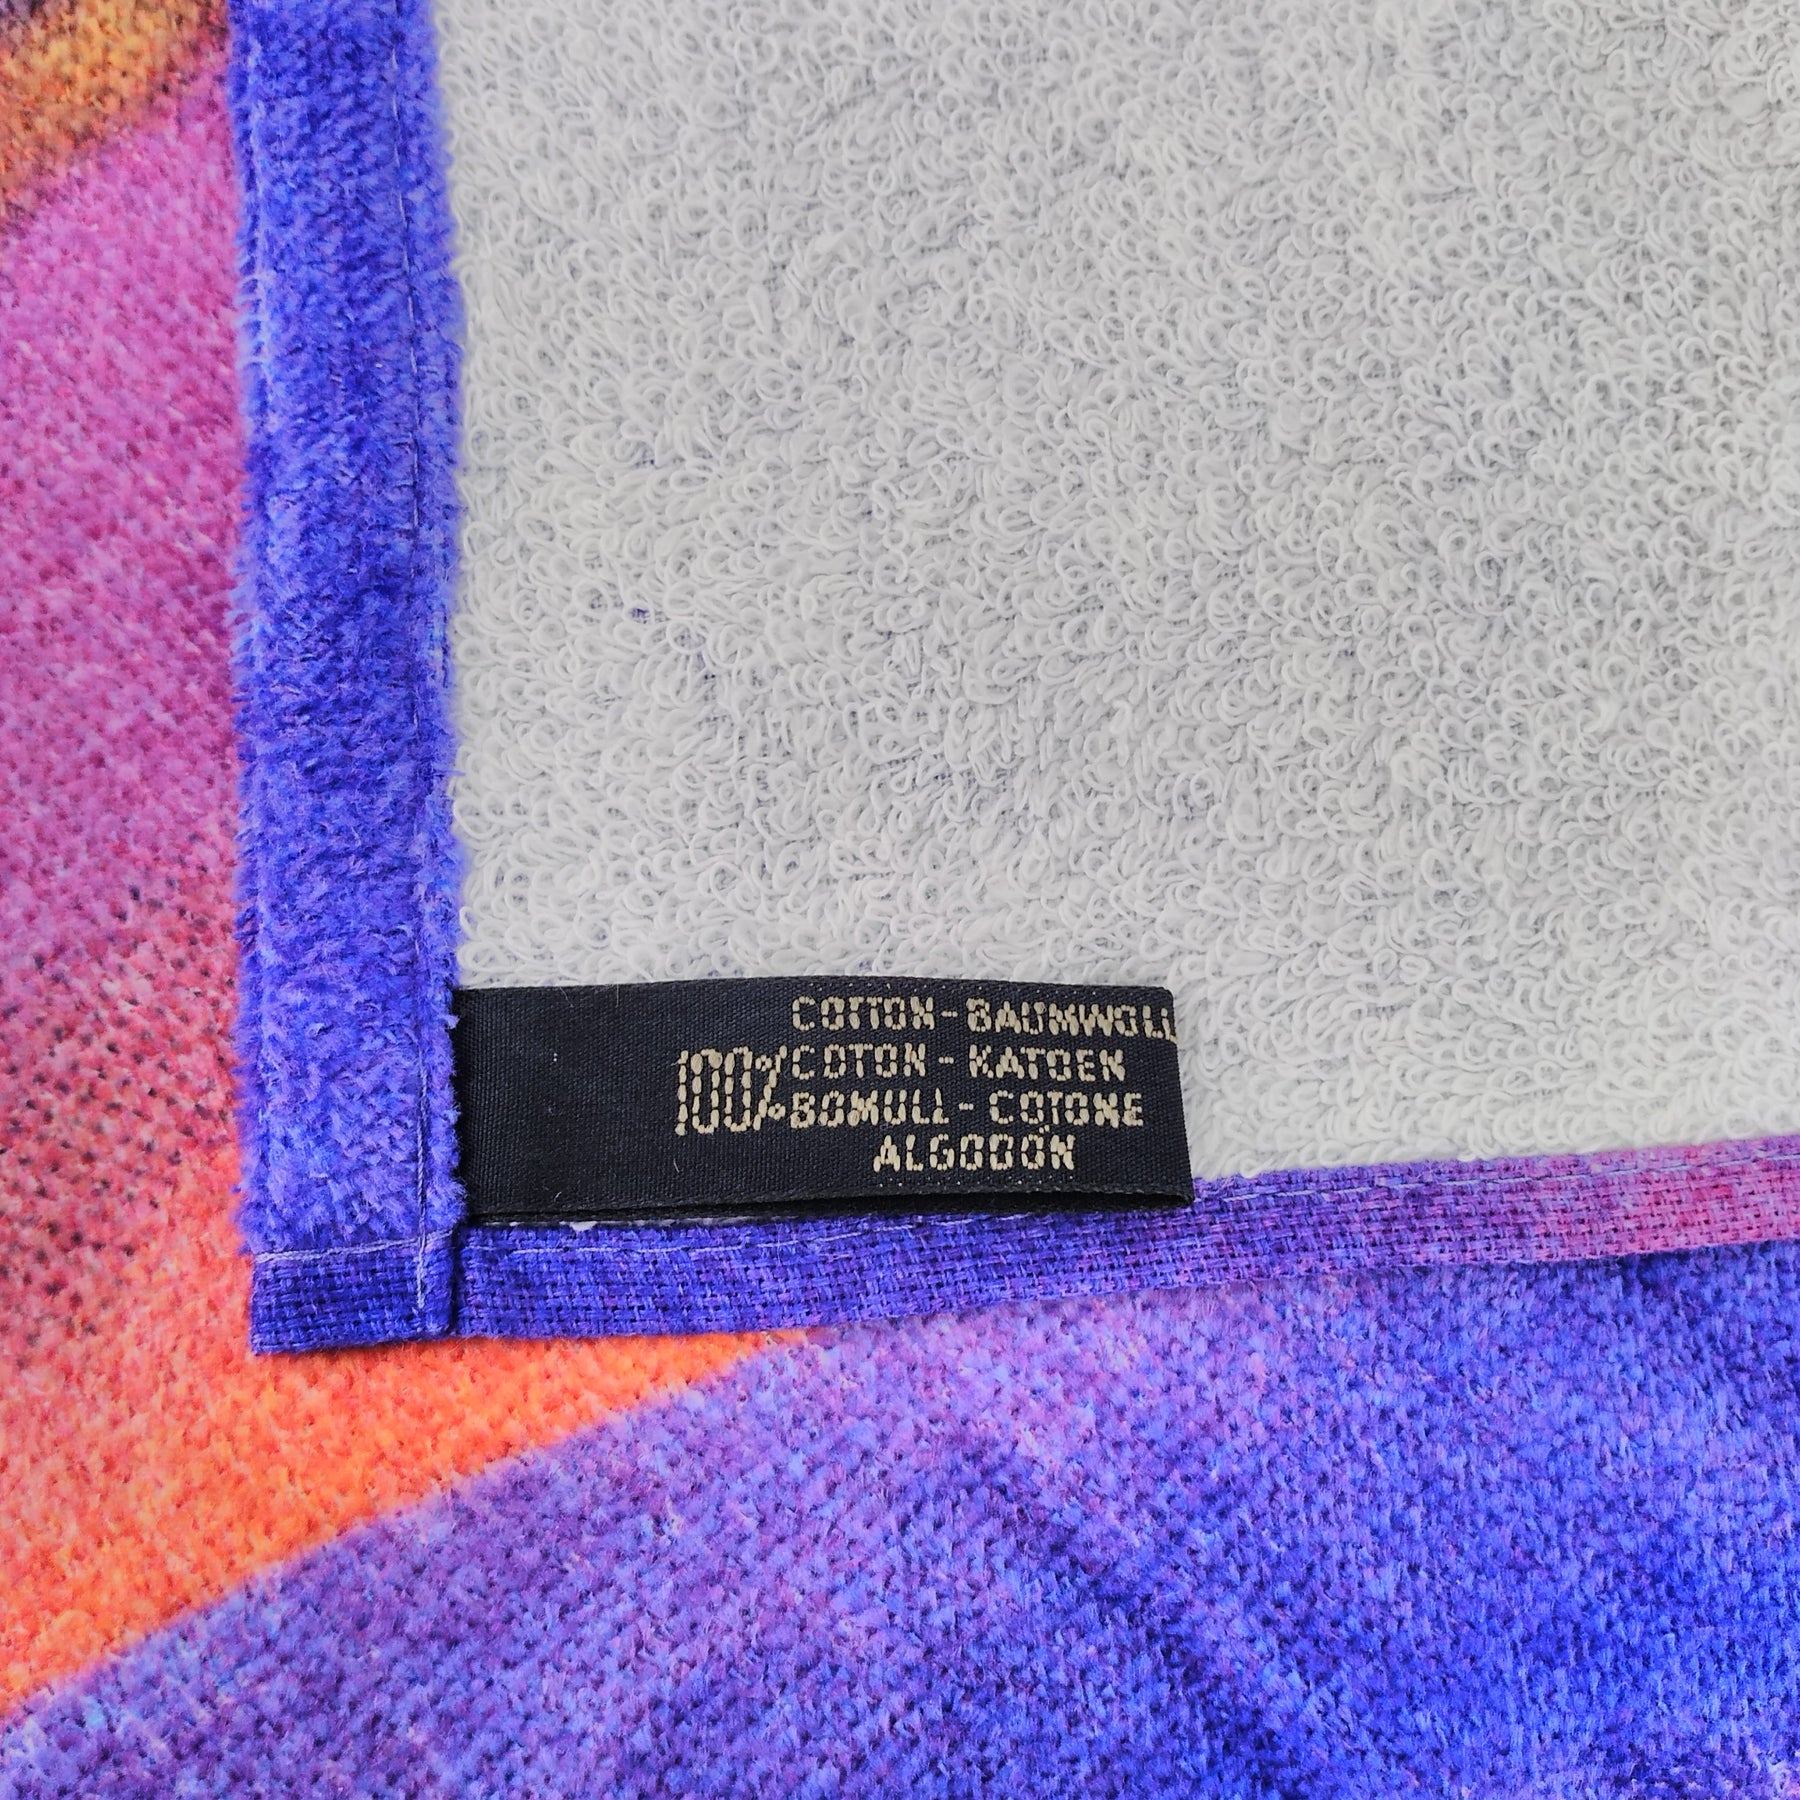 COTTON - BAUMWOLL
100% COTON - KATOEN
BOMULL - COTONE
ALGODÓN